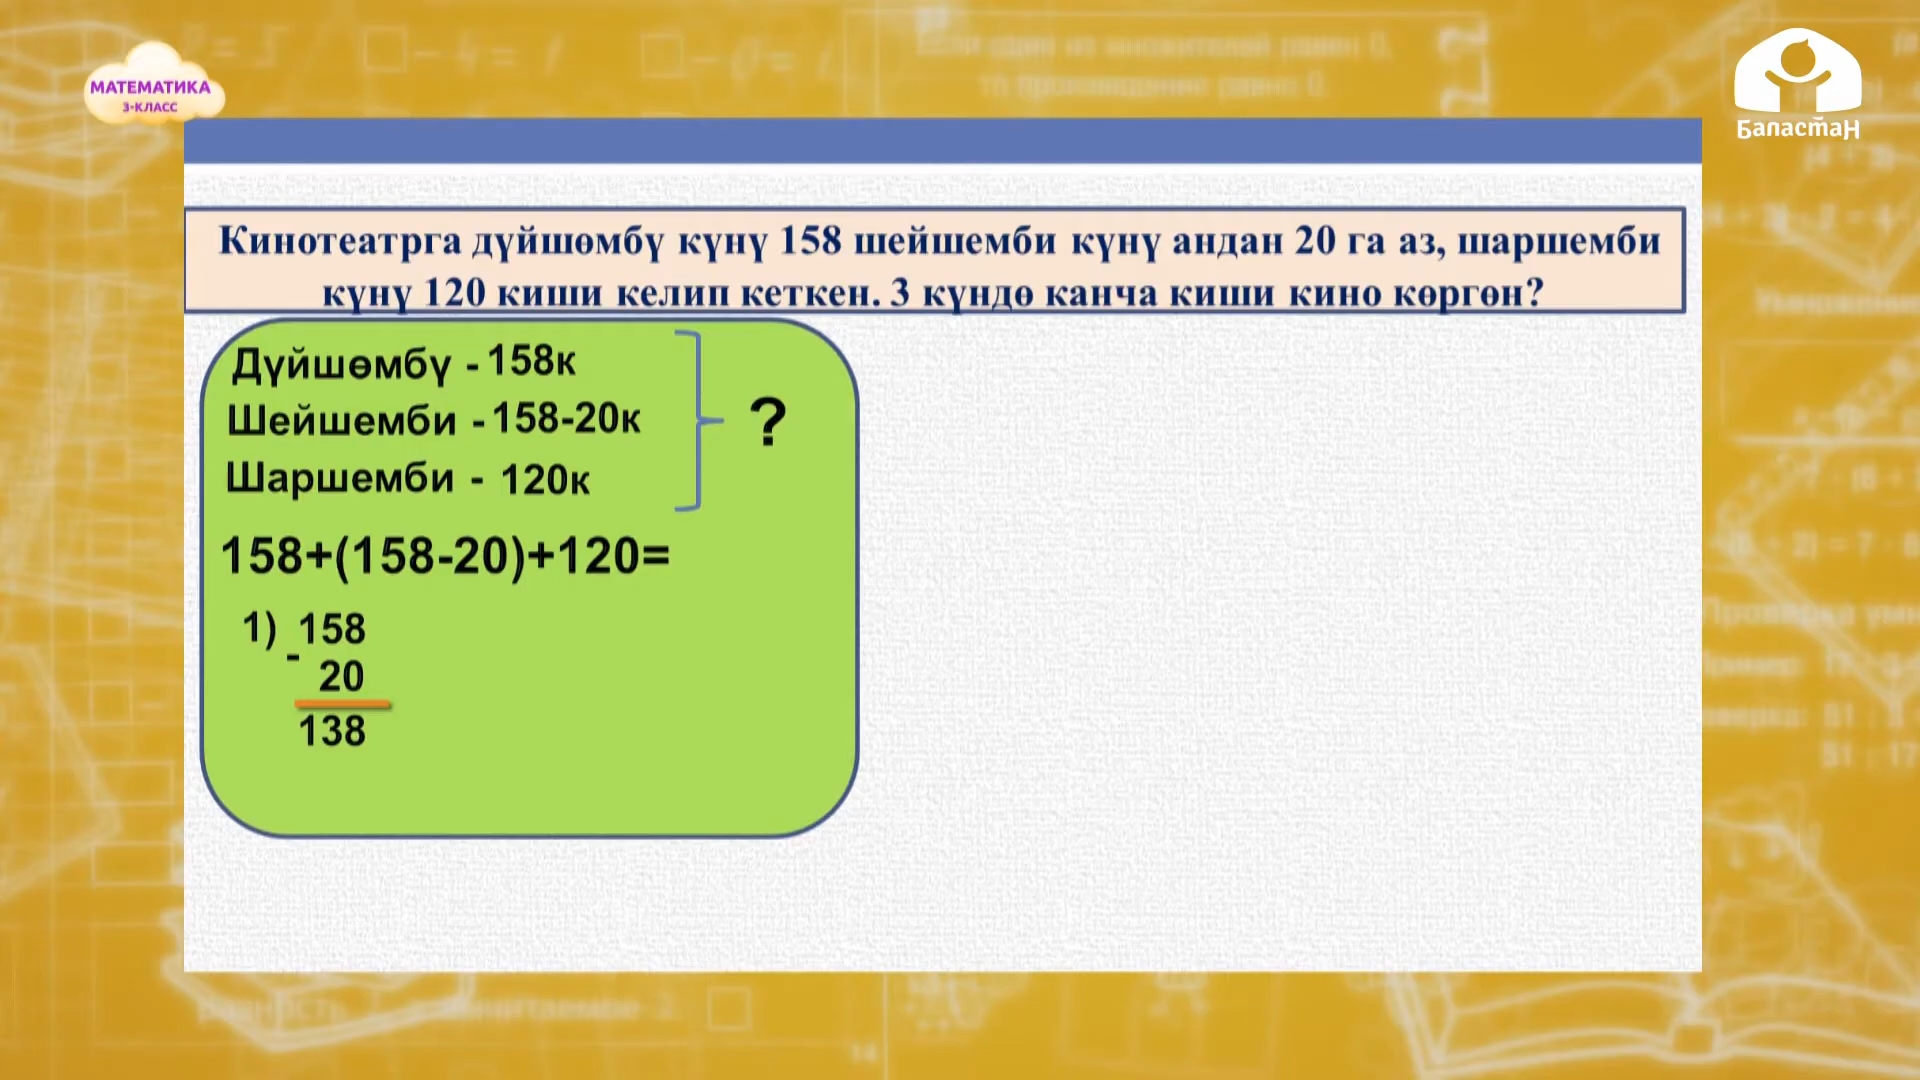 МАТЕМАТИКА
3-КЛАСС
Баластан
Кинотеатрга дүйшөмбү күнү 158 шейшемби күнү андан 20 га аз, шаршемби
күнү 120 киши келип кеткен. 3 күндө канча киши кино көргөн?
Дүйшөмбү - 158к
Шейшемби - 158-20к
Шаршемби - 120к
?
158+(158-20)+120=
1) 158
-
20
138